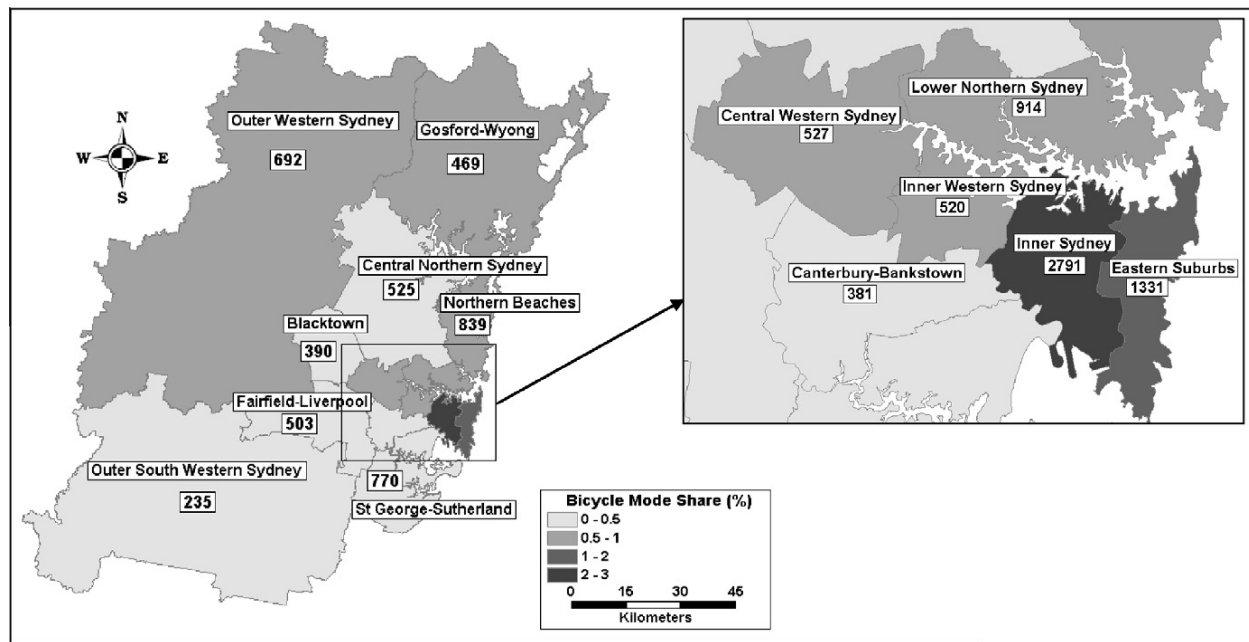 N
W
E
S
Outer Western Sydney
692
Gosford-Wyong
469
Central Northern Sydney
525
Northern Beaches
839
Blacktown
390
Fairfield-Liverpool
503
Outer South Western Sydney
235
770
St George-Sutherland
Lower Northern Sydney
914
Central Western Sydney
527
Inner Western Sydney
520
Inner Sydney
2791
Eastern Suburbs
1331
Canterbury-Bankstown
381
Bicycle Mode Share (%)
0 - 0.5
0.5 - 1
1 - 2
2 - 3
0 15 30 45
Kilometers